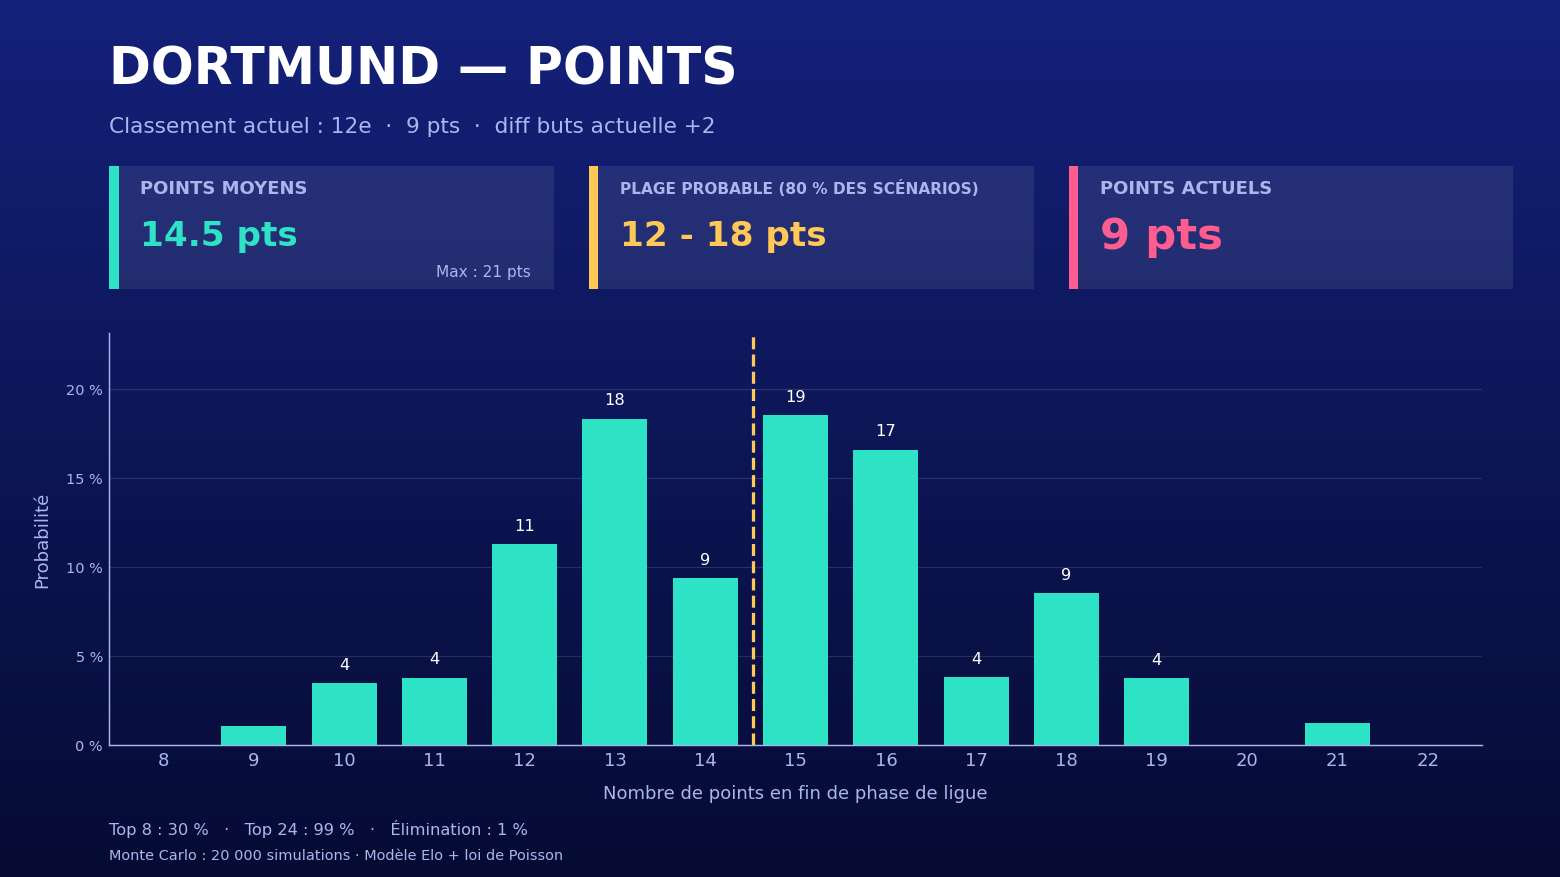 DORTMUND — POINTS
Classement actuel : 12e · 9 pts · diff buts actuelle +2
POINTS MOYENS
14.5 pts
Max : 21 pts
PLAGE PROBABLE (80 % DES SCÉNARIOS)
12 - 18 pts
POINTS ACTUELS
9 pts
Probabilité
20 %
15 %
10 %
5 %
0 %
4
4
11
18
9
19
17
4
9
4
8 9 10 11 12 13 14 15 16 17 18 19 20 21 22
Nombre de points en fin de phase de ligue
Top 8 : 30 % · Top 24 : 99 % · Élimination : 1 %
Monte Carlo : 20 000 simulations · Modèle Elo + loi de Poisson